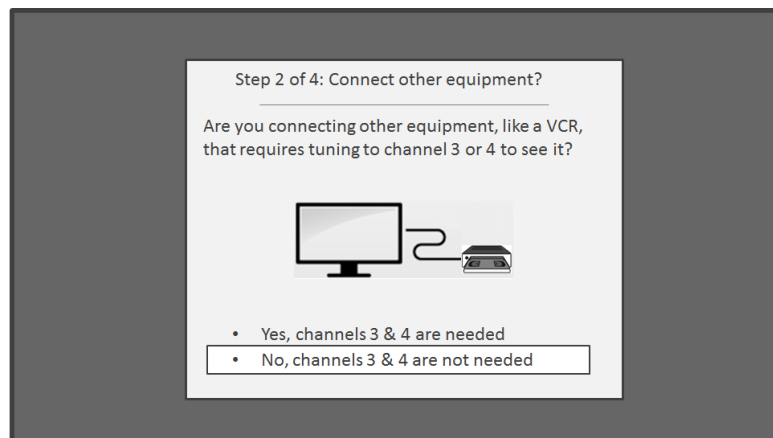 Step 2 of 4: Connect other equipment?
Are you connecting other equipment, like a VCR,
that requires tuning to channel 3 or 4 to see it?
• Yes, channels 3 & 4 are needed
• No, channels 3 & 4 are not needed